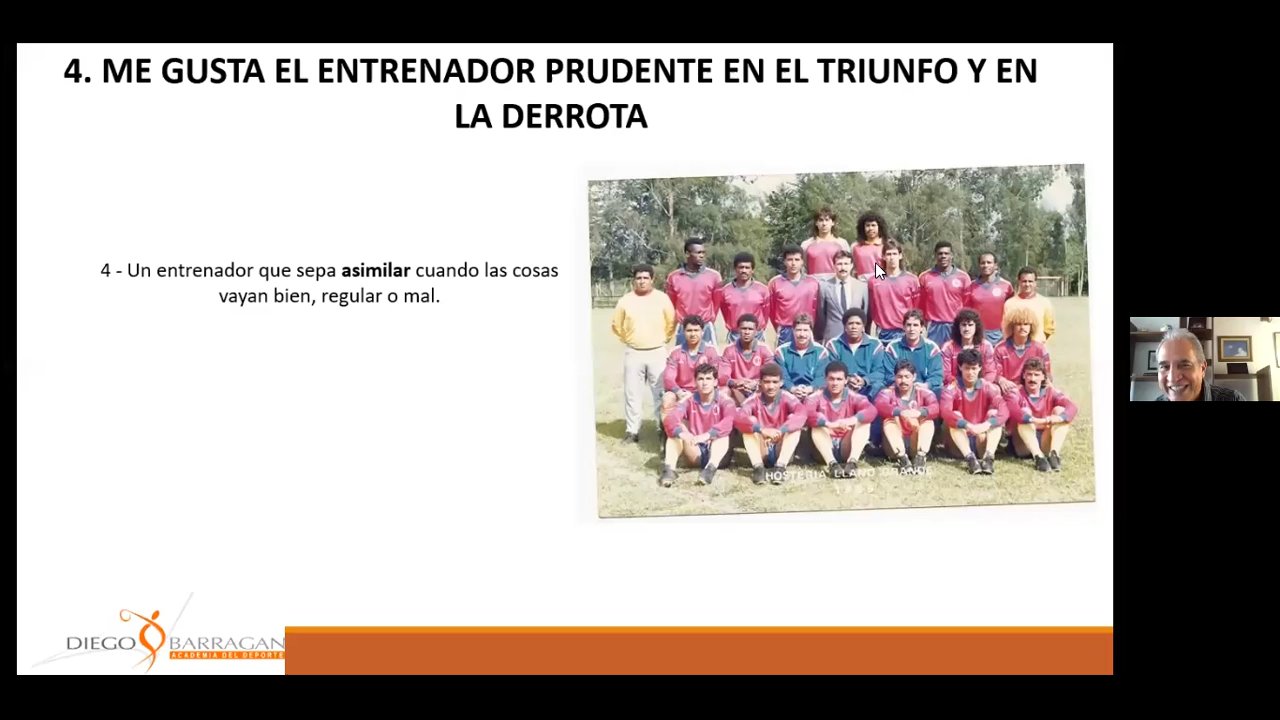 4. ME GUSTA EL ENTRENADOR PRUDENTE EN EL TRIUNFO Y EN
LA DERROTA
4 - Un entrenador que sepa asimilar cuando las cosas
vayan bien, regular o mal.
HOSTERIA LLANO GRANDE
DIEGO BARRAGAN
ACADEMIA DEL DEPORTE